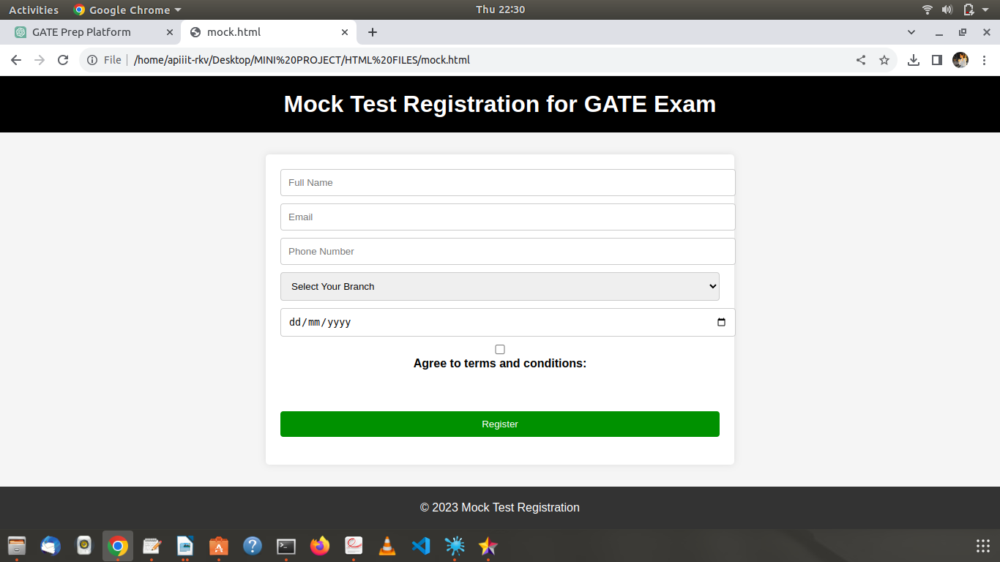 Activities Google Chrome Thu 22:30
GATE Prep Platform mock.html
File /home/apiiit-rkv/Desktop/MINI%20PROJECT/HTML%20FILES/mock.html
Mock Test Registration for GATE Exam
Full Name
Email
Phone Number
Select Your Branch
dd/mm/yyyy
Agree to terms and conditions:
Register
© 2023 Mock Test Registration